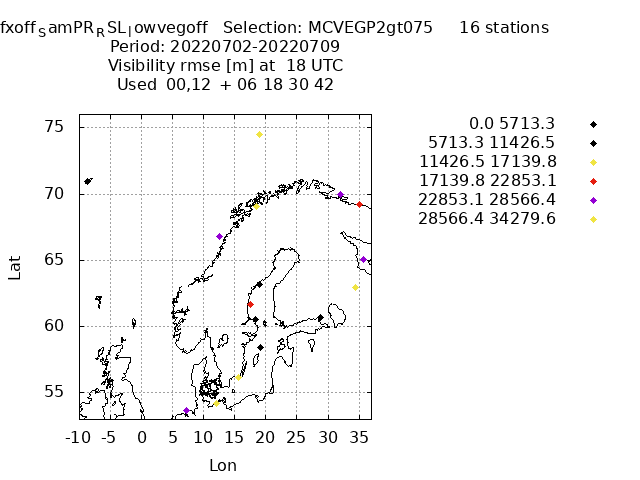 fxoff_SamPR_RSL_lowvegoff Selection: MCVEGP2gt075 16 stations
Period: 20220702-20220709
Visibility rmse [m] at 18 UTC
Used 00,12 + 06 18 30 42
0.0 5713.3
5713.3 11426.5
11426.5 17139.8
17139.8 22853.1
22853.1 28566.4
28566.4 34279.6
75
70
65
60
55
Lat
-10 -5 0 5 10 15 20 25 30 35
Lon